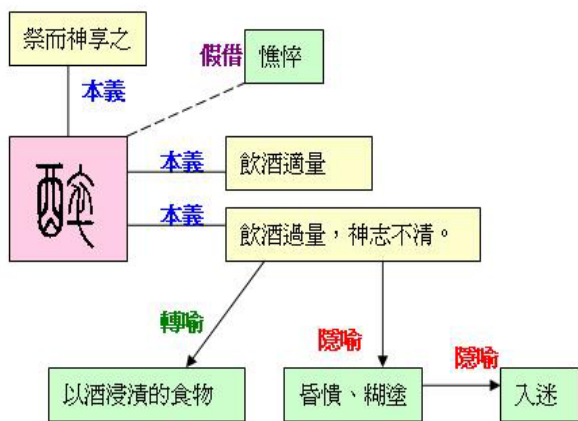 祭而神享之
假借
憔悴
本義
醉
本義
飲酒適量
本義
飲酒過量，神志不清。
轉喻
隱喻
隱喻
以酒浸漬的食物
昏憒、糊塗
入迷